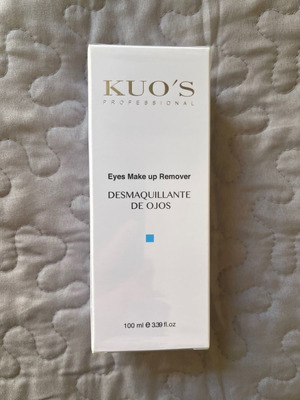 KUO'S
PROFESSIONAL
Eyes Make up Remover
DESMAQUILLANTE
DE OJOS
100 ml e 3.39 fl.oz